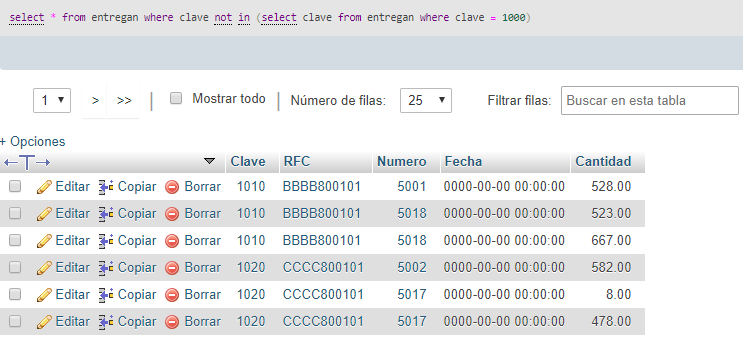 select * from entregan where clave not in (select clave from entregan where clave = 1000)
1 > >> Mostrar todo Número de filas: 25 Filtrar filas: Buscar en esta tabla
+ Opciones
←T→ Clave RFC Numero Fecha Cantidad
Editar Copiar Borrar 1010 BBBB800101 5001 0000-00-00 00:00:00 528.00
Editar Copiar Borrar 1010 BBBB800101 5018 0000-00-00 00:00:00 523.00
Editar Copiar Borrar 1010 BBBB800101 5018 0000-00-00 00:00:00 667.00
Editar Copiar Borrar 1020 CCCC800101 5002 0000-00-00 00:00:00 582.00
Editar Copiar Borrar 1020 CCCC800101 5017 0000-00-00 00:00:00 8.00
Editar Copiar Borrar 1020 CCCC800101 5017 0000-00-00 00:00:00 478.00